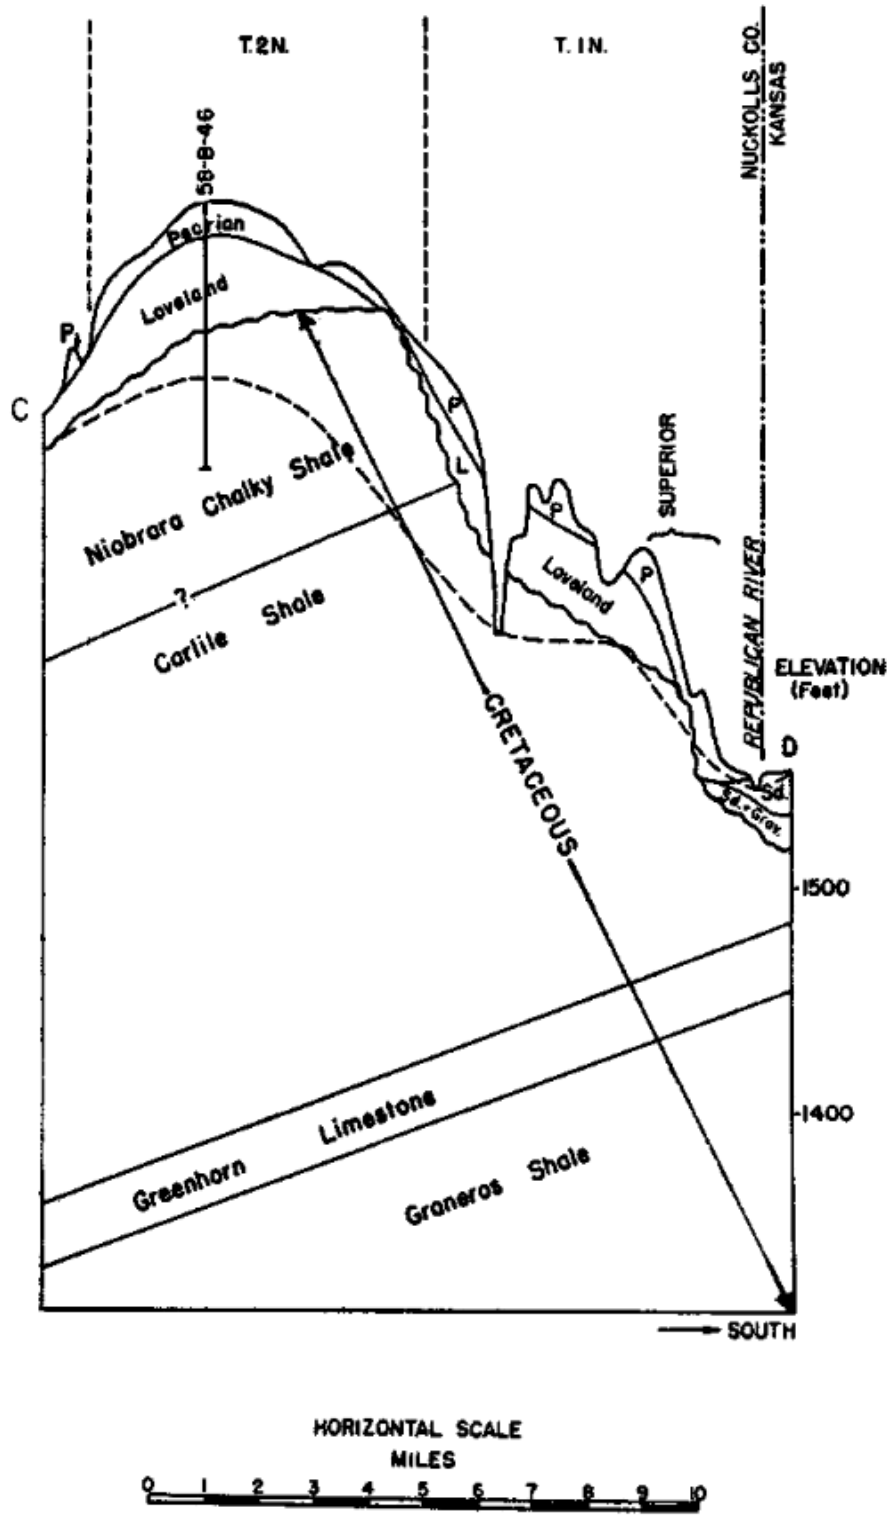 T.2N.
T.1N.
NUCKOLLS CO.
KANSAS
58-8-46
Peorian
Loveland
P
C
P
L
SUPERIOR
P
P
Loveland
Niobrara Chalky Shale
?
Carlile Shale
REPUBLICAN RIVER
ELEVATION
(Feet)
D
Sd.
Sd.+Grav.
CRETACEOUS
1500
1400
Greenhorn Limestone
Graneros Shale
SOUTH
HORIZONTAL SCALE
MILES
0 1 2 3 4 5 6 7 8 9 10